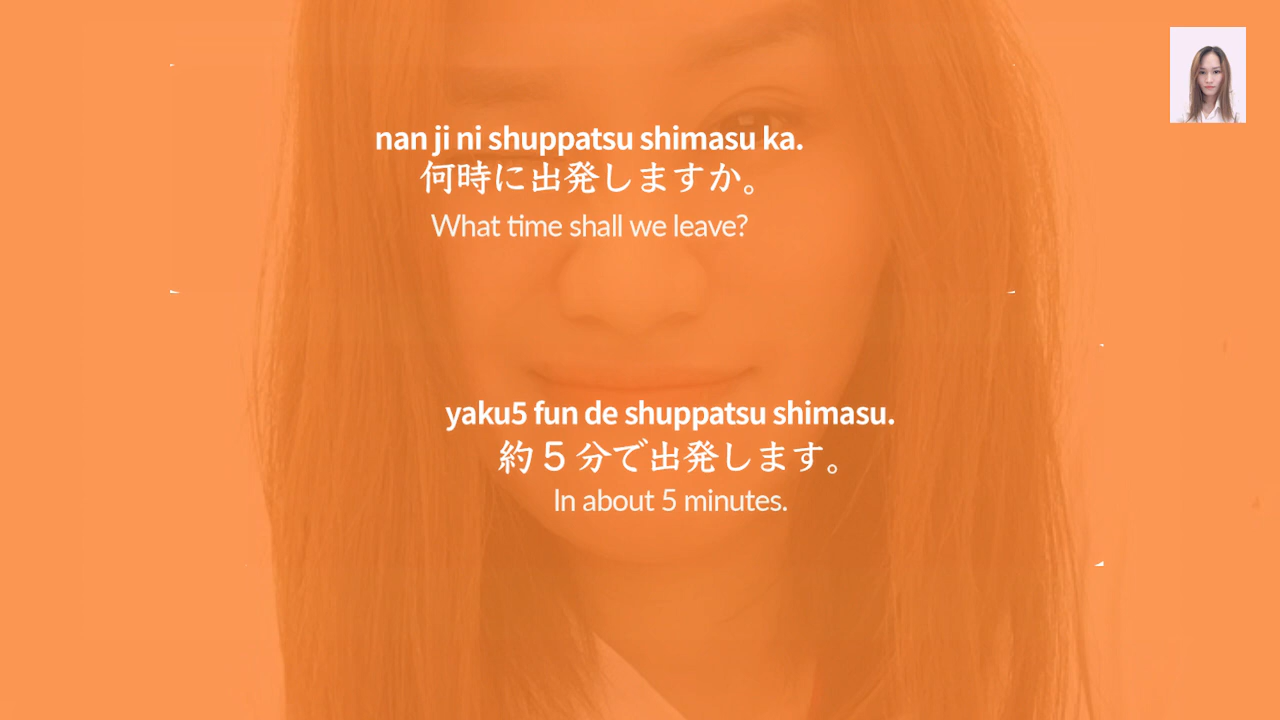 nan ji ni shuppatsu shimasu ka.
何時に出発しますか。
What time shall we leave?
yaku5 fun de shuppatsu shimasu.
約５分で出発します。
In about 5 minutes.